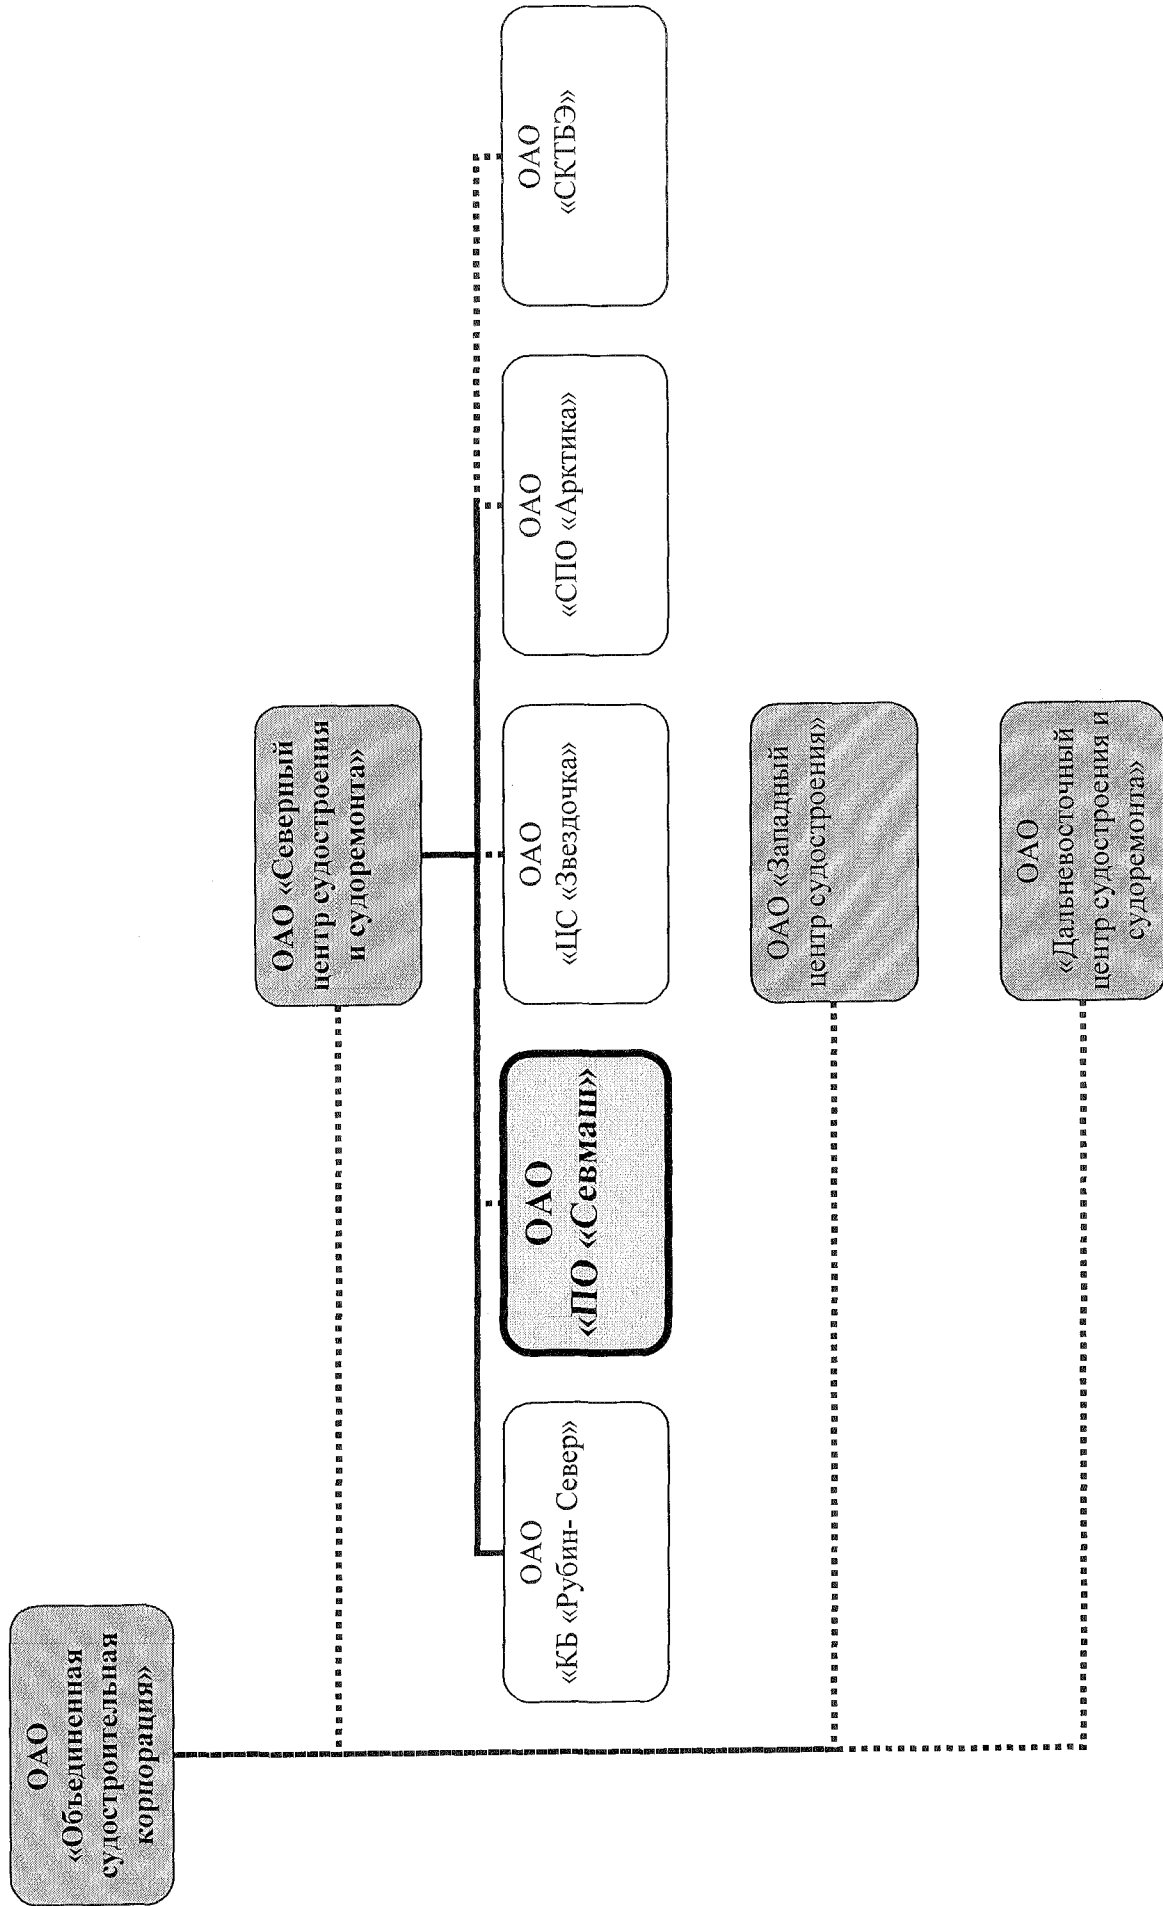 ОАО
«Объединенная
судостроительная
корпорация»
ОАО «Северный
центр судостроения
и судоремонта»
ОАО
«КБ «Рубин- Север»
ОАО
«ПО «Севмаш»
ОАО
«ЦС «Звездочка»
ОАО
«СПО «Арктика»
ОАО
«СКТБЭ»
ОАО «Западный
центр судостроения»
ОАО
«Дальневосточный
центр судостроения и
судоремонта»